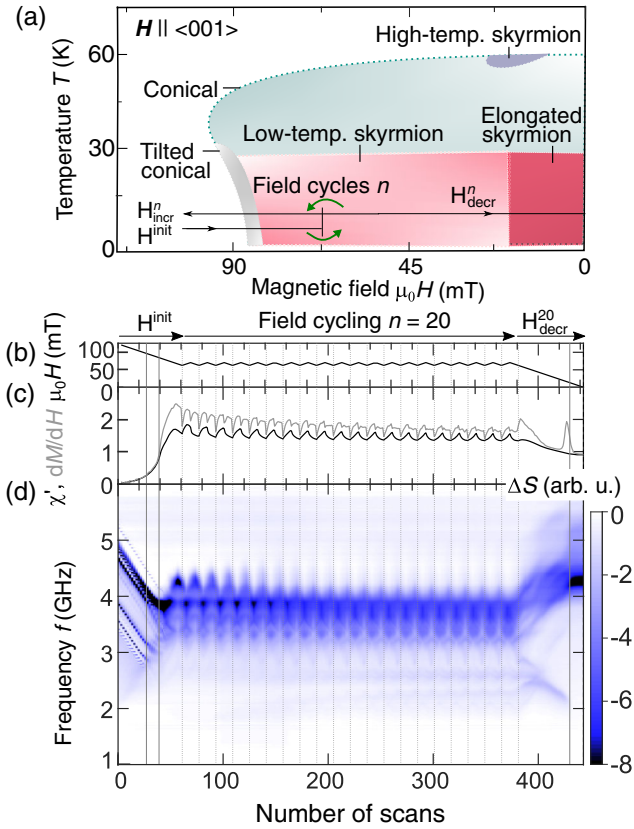 (a)
H || <001>
High-temp. skyrmion
Conical
Elongated skyrmion
Low-temp. skyrmion
Tilted conical
Field cycles n
H^n_incr
H^n_decr
H^init
Temperature T (K)
60
30
0
90
45
0
Magnetic field μ₀H (mT)
H^init
Field cycling n = 20
H^20_decr
(b)
μ₀H (mT)
100
50
0
(c)
χ', dM/dH
2
1
0
(d)
ΔS (arb. u.)
Frequency f (GHz)
5
4
3
2
1
0
-2
-4
-6
-8
0
100
200
300
400
Number of scans